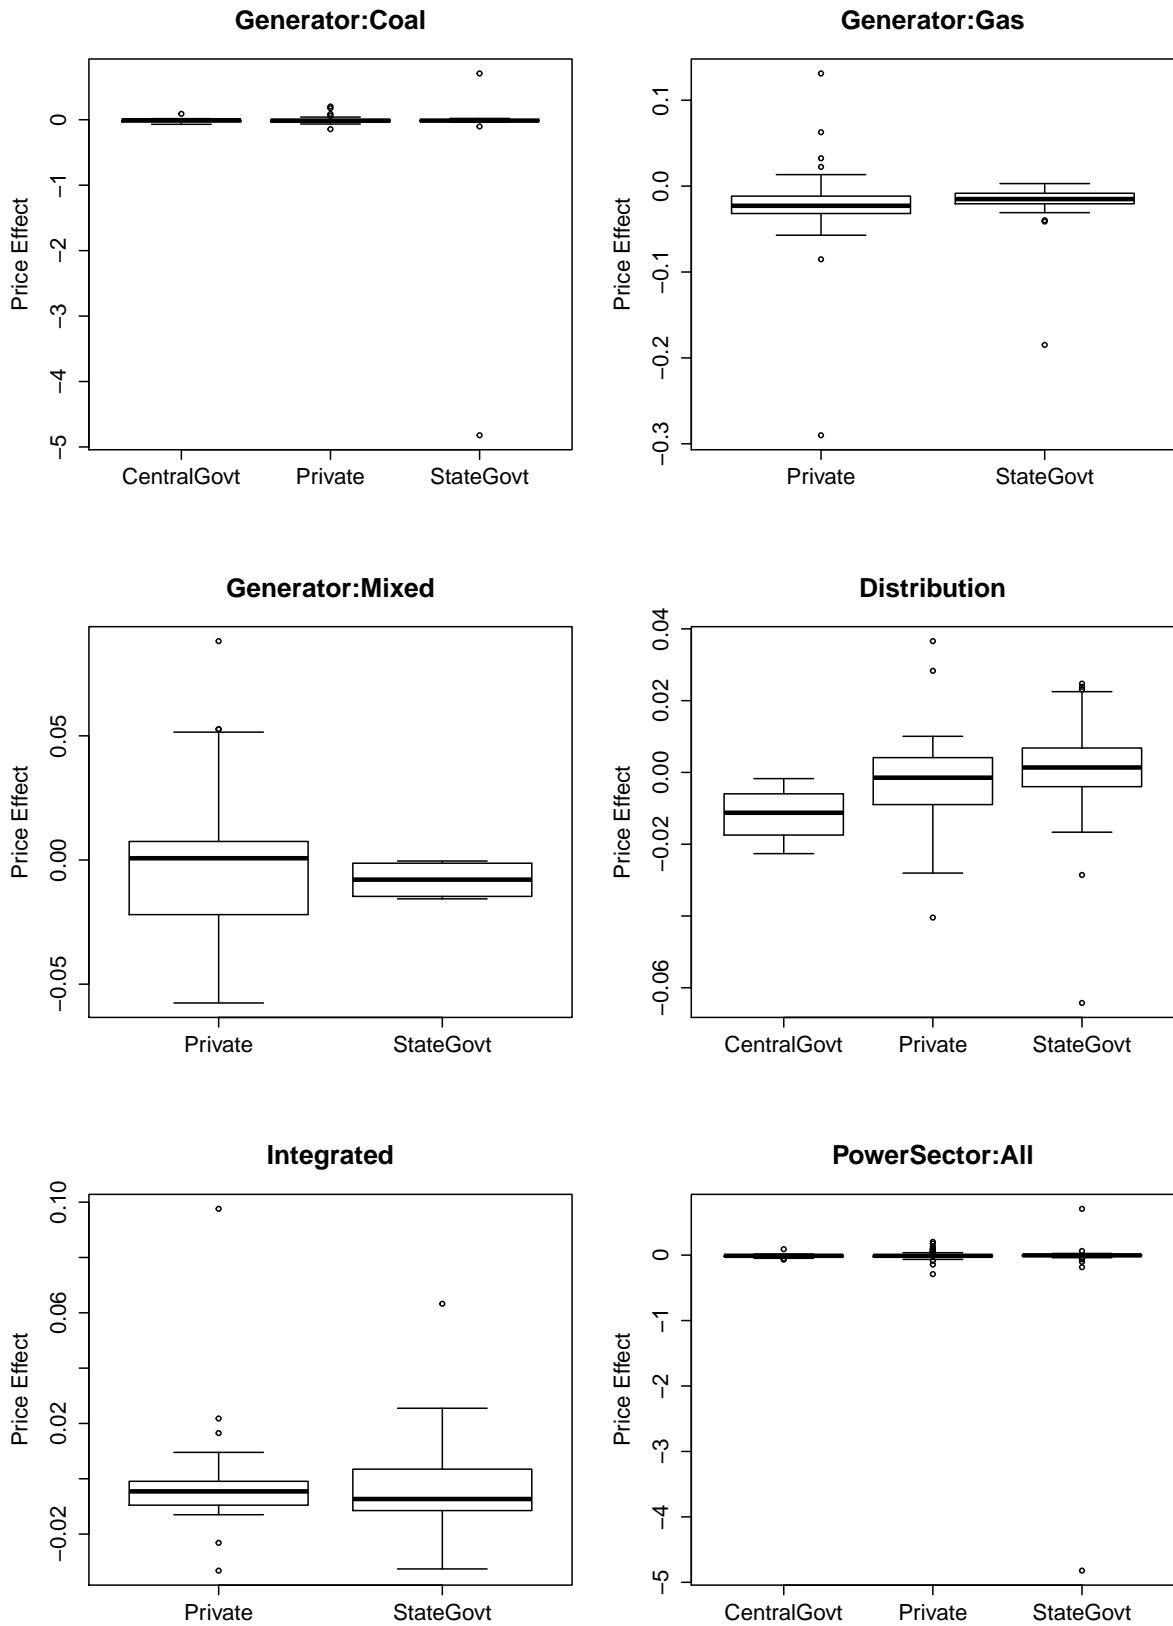 Generator:Coal
Price Effect
0
−1
−2
−3
−4
−5
CentralGovt Private StateGovt
Generator:Gas
Price Effect
0.1
0.0
−0.1
−0.2
−0.3
Private StateGovt
Generator:Mixed
Price Effect
0.05
0.00
−0.05
Private StateGovt
Distribution
Price Effect
0.04
0.02
0.00
−0.02
−0.06
CentralGovt Private StateGovt
Integrated
Price Effect
0.10
0.06
0.02
−0.02
Private StateGovt
PowerSector:All
Price Effect
0
−1
−2
−3
−4
−5
CentralGovt Private StateGovt